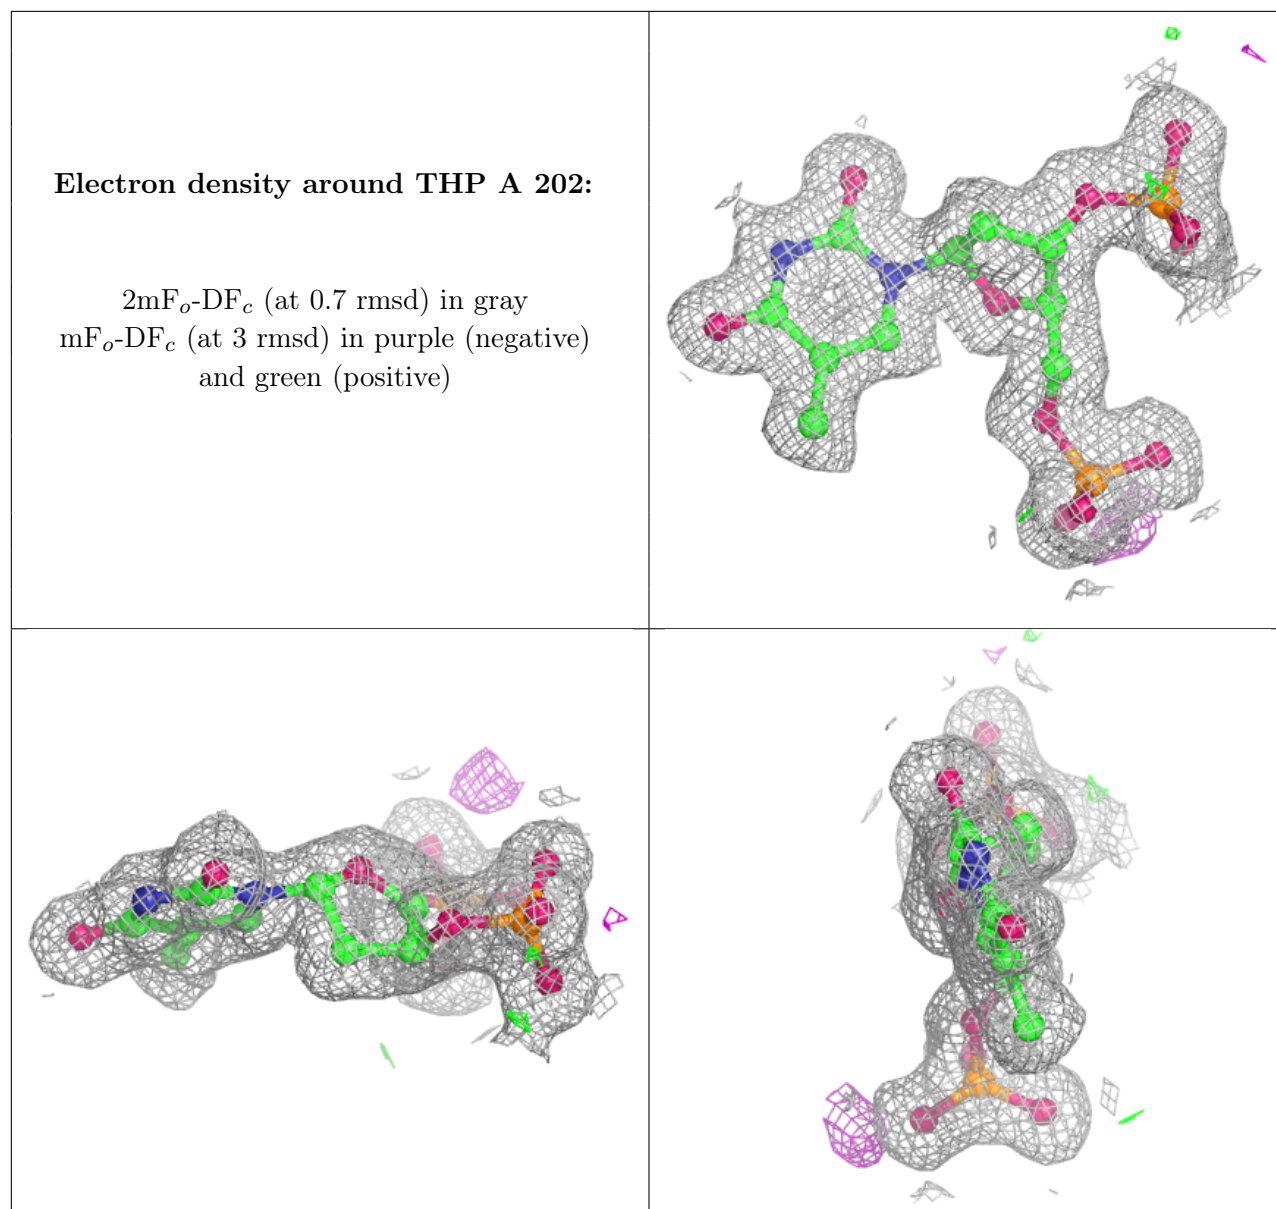 Electron density around THP A 202:
2mFo-DFc (at 0.7 rmsd) in gray
mFo-DFc (at 3 rmsd) in purple (negative)
and green (positive)